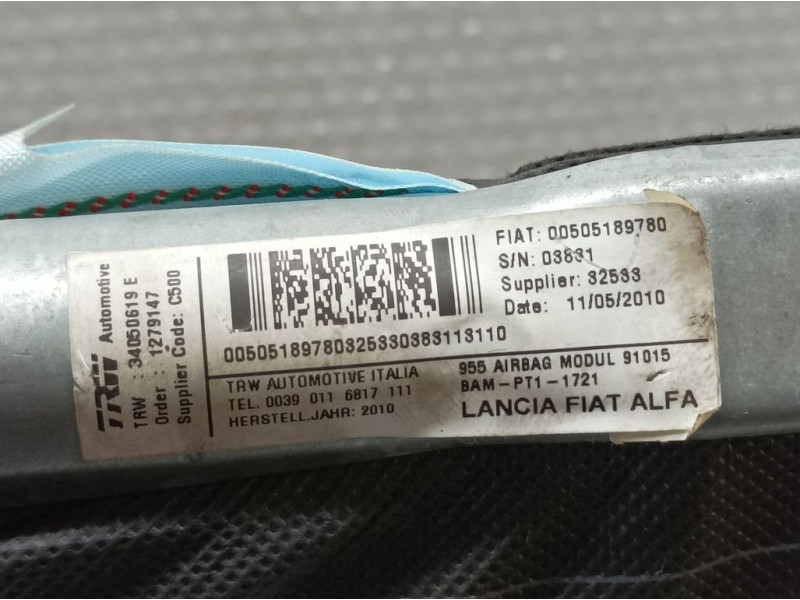 TRW Automotive
TRW : 34050619 E
Order : 1279147
Supplier Code: C500
FIAT: 00505189780
S/N: 03831
Supplier: 32533
Date: 11/05/2010
00505189780325330383113110
TRW AUTOMOTIVE ITALIA
TEL. 0039 011 6817 111
HERSTELL.JAHR: 2010
955 AIRBAG MODUL 91015
BAM-PT1-1721
LANCIA FIAT ALFA